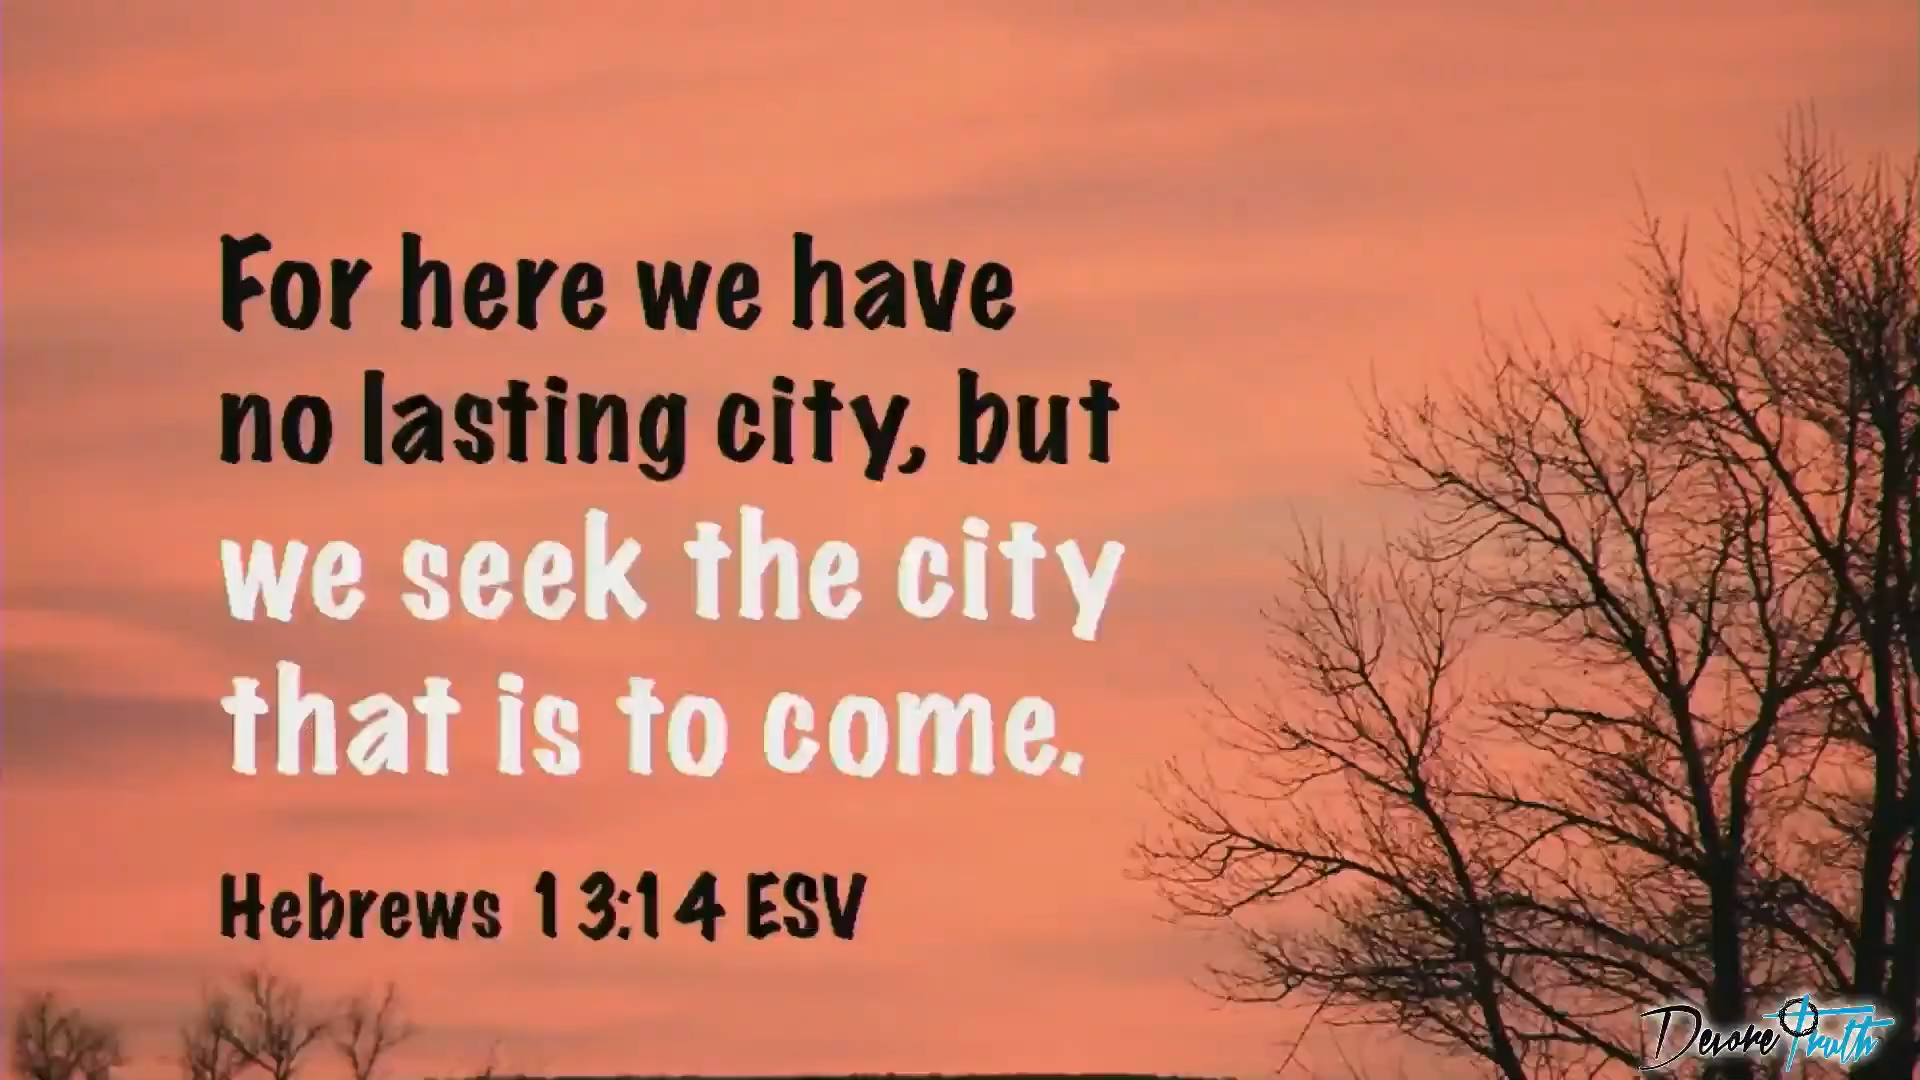 For here we have
no lasting city, but
we seek the city
that is to come.
Hebrews 13:14 ESV
Devore Truth